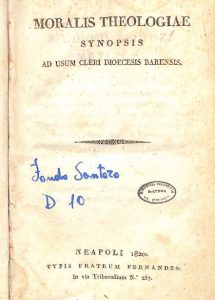 MORALIS THEOLOGIAE
SYNOPSIS
AD USUM CLERI DIOECESIS BARENSIS.
Fondo Santoro
D 10
NEAPOLI 1820.
TYPIS FRATRUM FERNANDES.
In via Tribunalium N.°